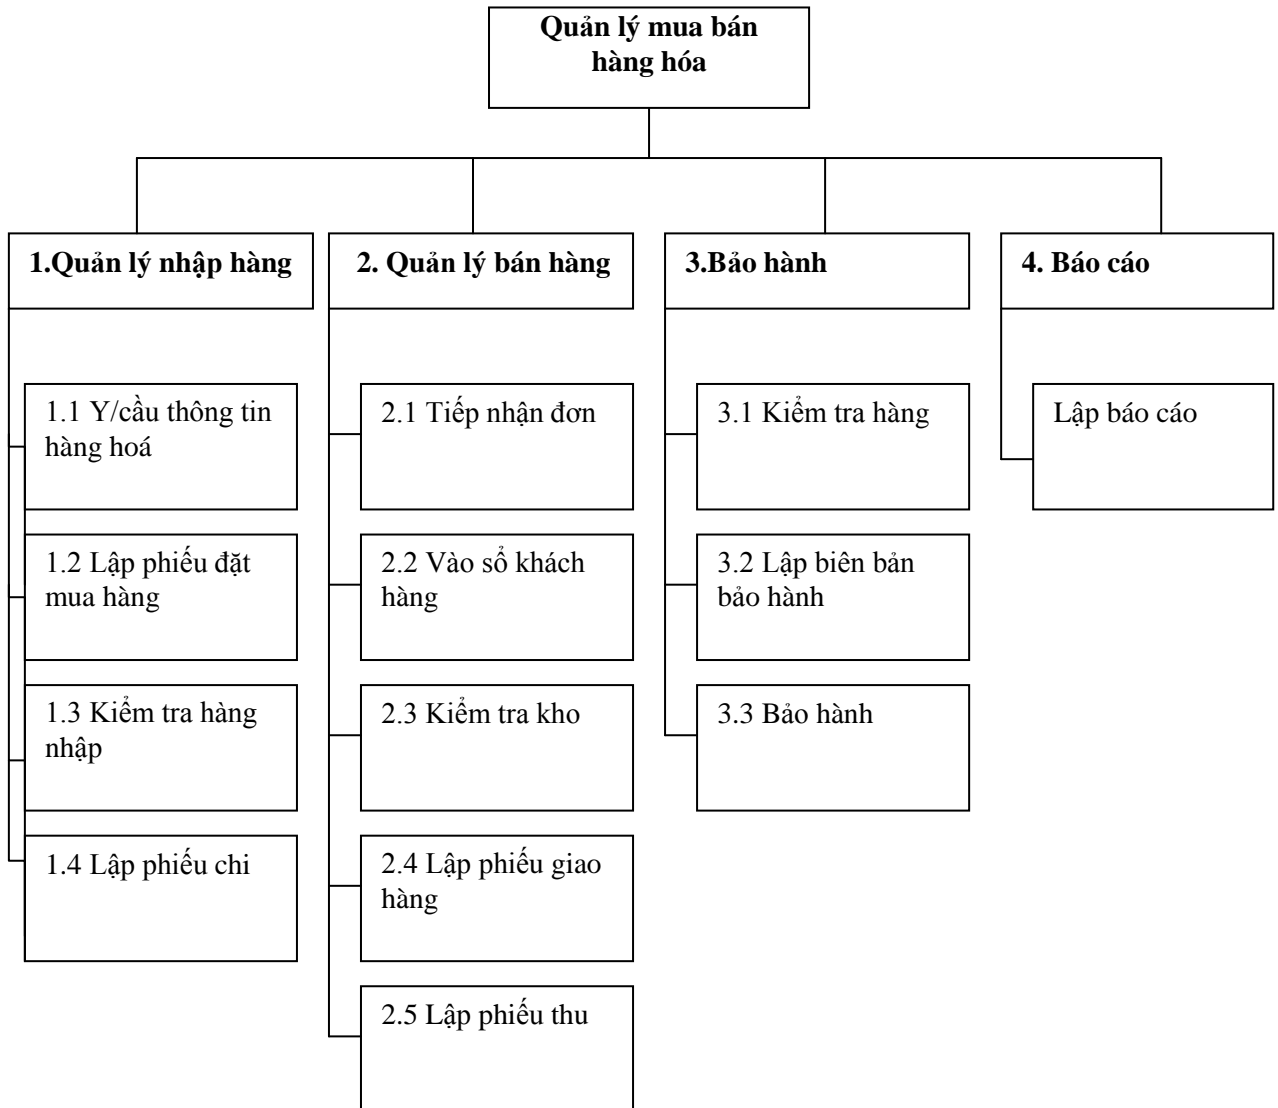 Quản lý mua bán
hàng hóa
1.Quản lý nhập hàng
2. Quản lý bán hàng
3.Bảo hành
4. Báo cáo
1.1 Y/cầu thông tin
hàng hoá
1.2 Lập phiếu đặt
mua hàng
1.3 Kiểm tra hàng
nhập
1.4 Lập phiếu chi
2.1 Tiếp nhận đơn
2.2 Vào sổ khách
hàng
2.3 Kiểm tra kho
2.4 Lập phiếu giao
hàng
2.5 Lập phiếu thu
3.1 Kiểm tra hàng
3.2 Lập biên bản
bảo hành
3.3 Bảo hành
Lập báo cáo